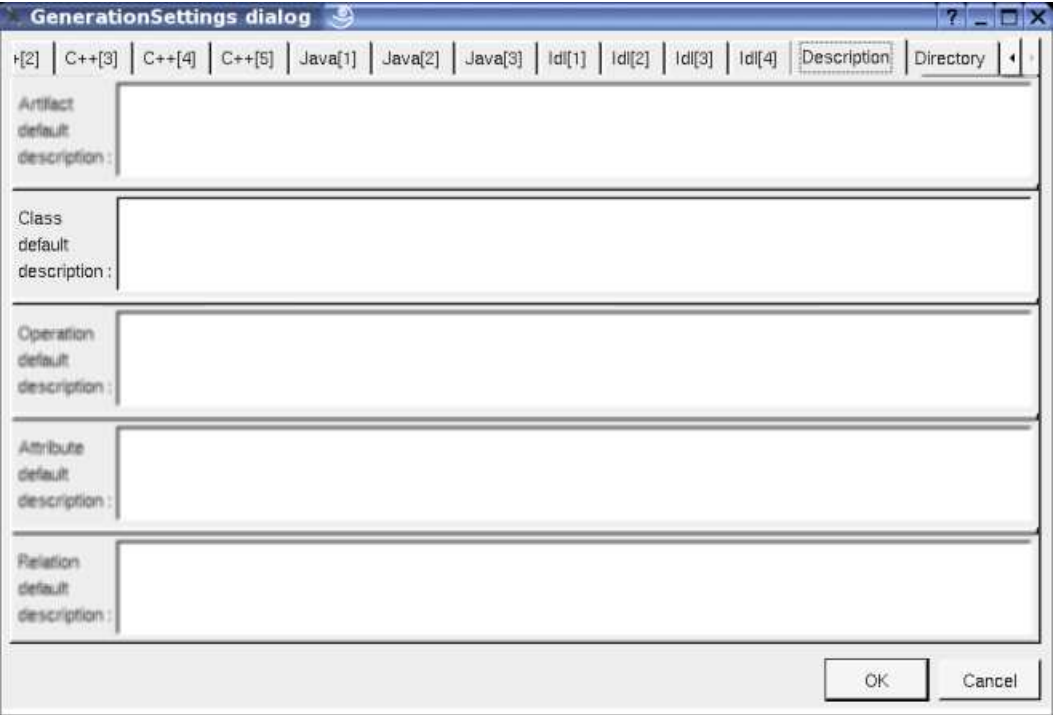 GenerationSettings dialog
+[2] C++[3] C++[4] C++[5] Java[1] Java[2] Java[3] Idl[1] Idl[2] Idl[3] Idl[4] Description Directory
Artifact
default
description :
Class
default
description :
Operation
default
description :
Attribute
default
description :
Relation
default
description :
OK Cancel